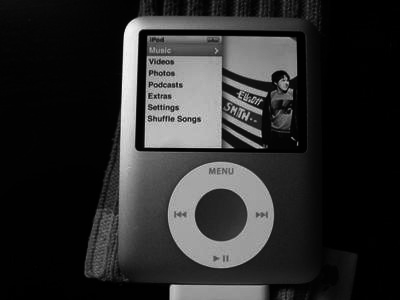 iPod
Music
Videos
Photos
Podcasts
Extras
Settings
Shuffle Songs
ELLIOTT
SMITH
MENU